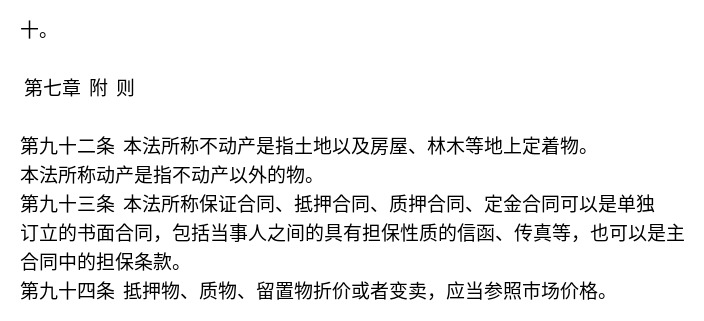 十。
第七章 附 则
第九十二条 本法所称不动产是指土地以及房屋、林木等地上定着物。
本法所称动产是指不动产以外的物。
第九十三条 本法所称保证合同、抵押合同、质押合同、定金合同可以是单独
订立的书面合同，包括当事人之间的具有担保性质的信函、传真等，也可以是主
合同中的担保条款。
第九十四条 抵押物、质物、留置物折价或者变卖，应当参照市场价格。